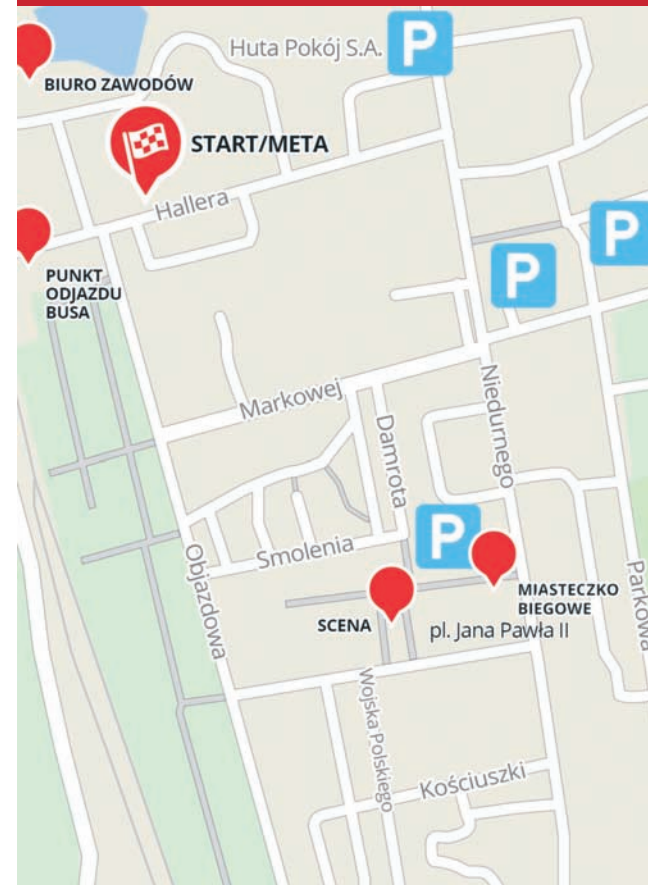 Huta Pokój S.A.
P
BIURO ZAWODÓW
START/META
Hallera
P
PUNKT
ODJAZDU
BUSA
P
Markowej
Niedurnego
Damrota
P
Smolenia
Objazdowa
Parkowa
MIASTECZKO
BIEGOWE
SCENA
pl. Jana Pawła II
Wojska Polskiego
Kościuszki